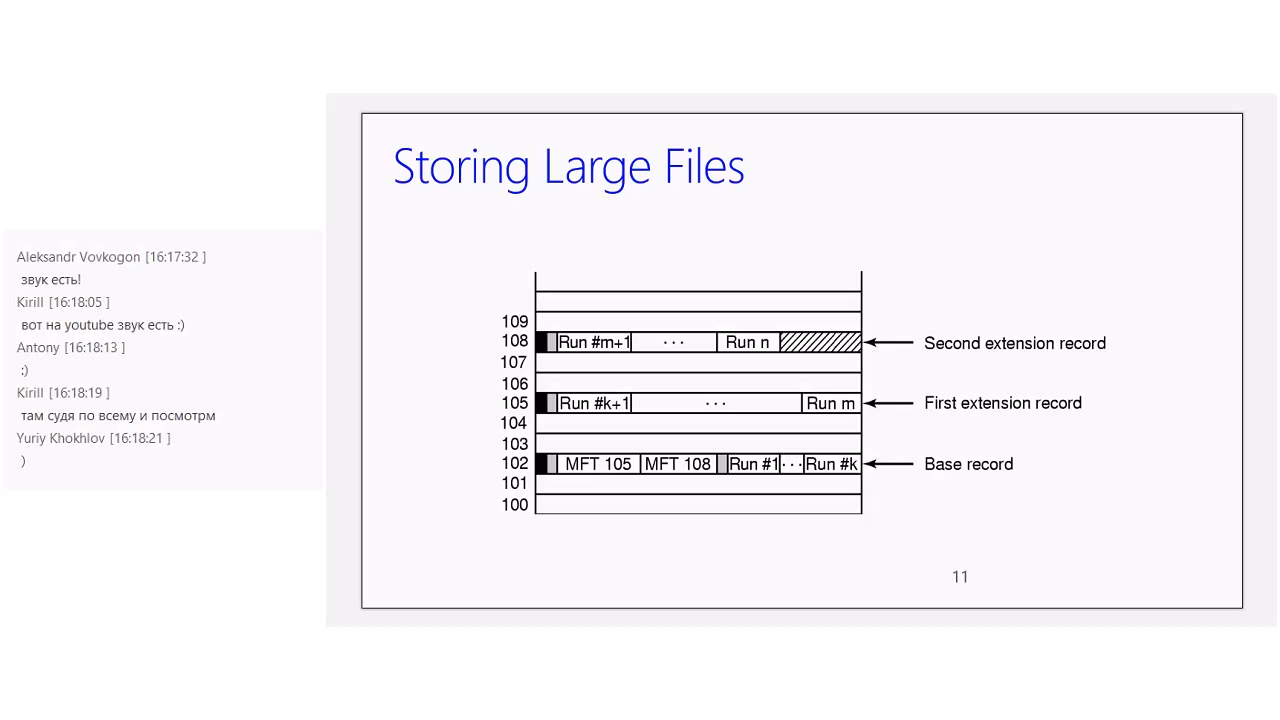 Aleksandr Vovkogon [16:17:32 ]
звук есть!
Kirill [16:18:05 ]
вот на youtube звук есть :)
Antony [16:18:13 ]
:)
Kirill [16:18:19 ]
там судя по всему и посмотрм
Yuriy Khokhlov [16:18:21 ]
)
Storing Large Files
109
108 Run #m+1 ··· Run n Second extension record
107
106
105 Run #k+1 ··· Run m First extension record
104
103
102 MFT 105 MFT 108 Run #1 ··· Run #k Base record
101
100
11